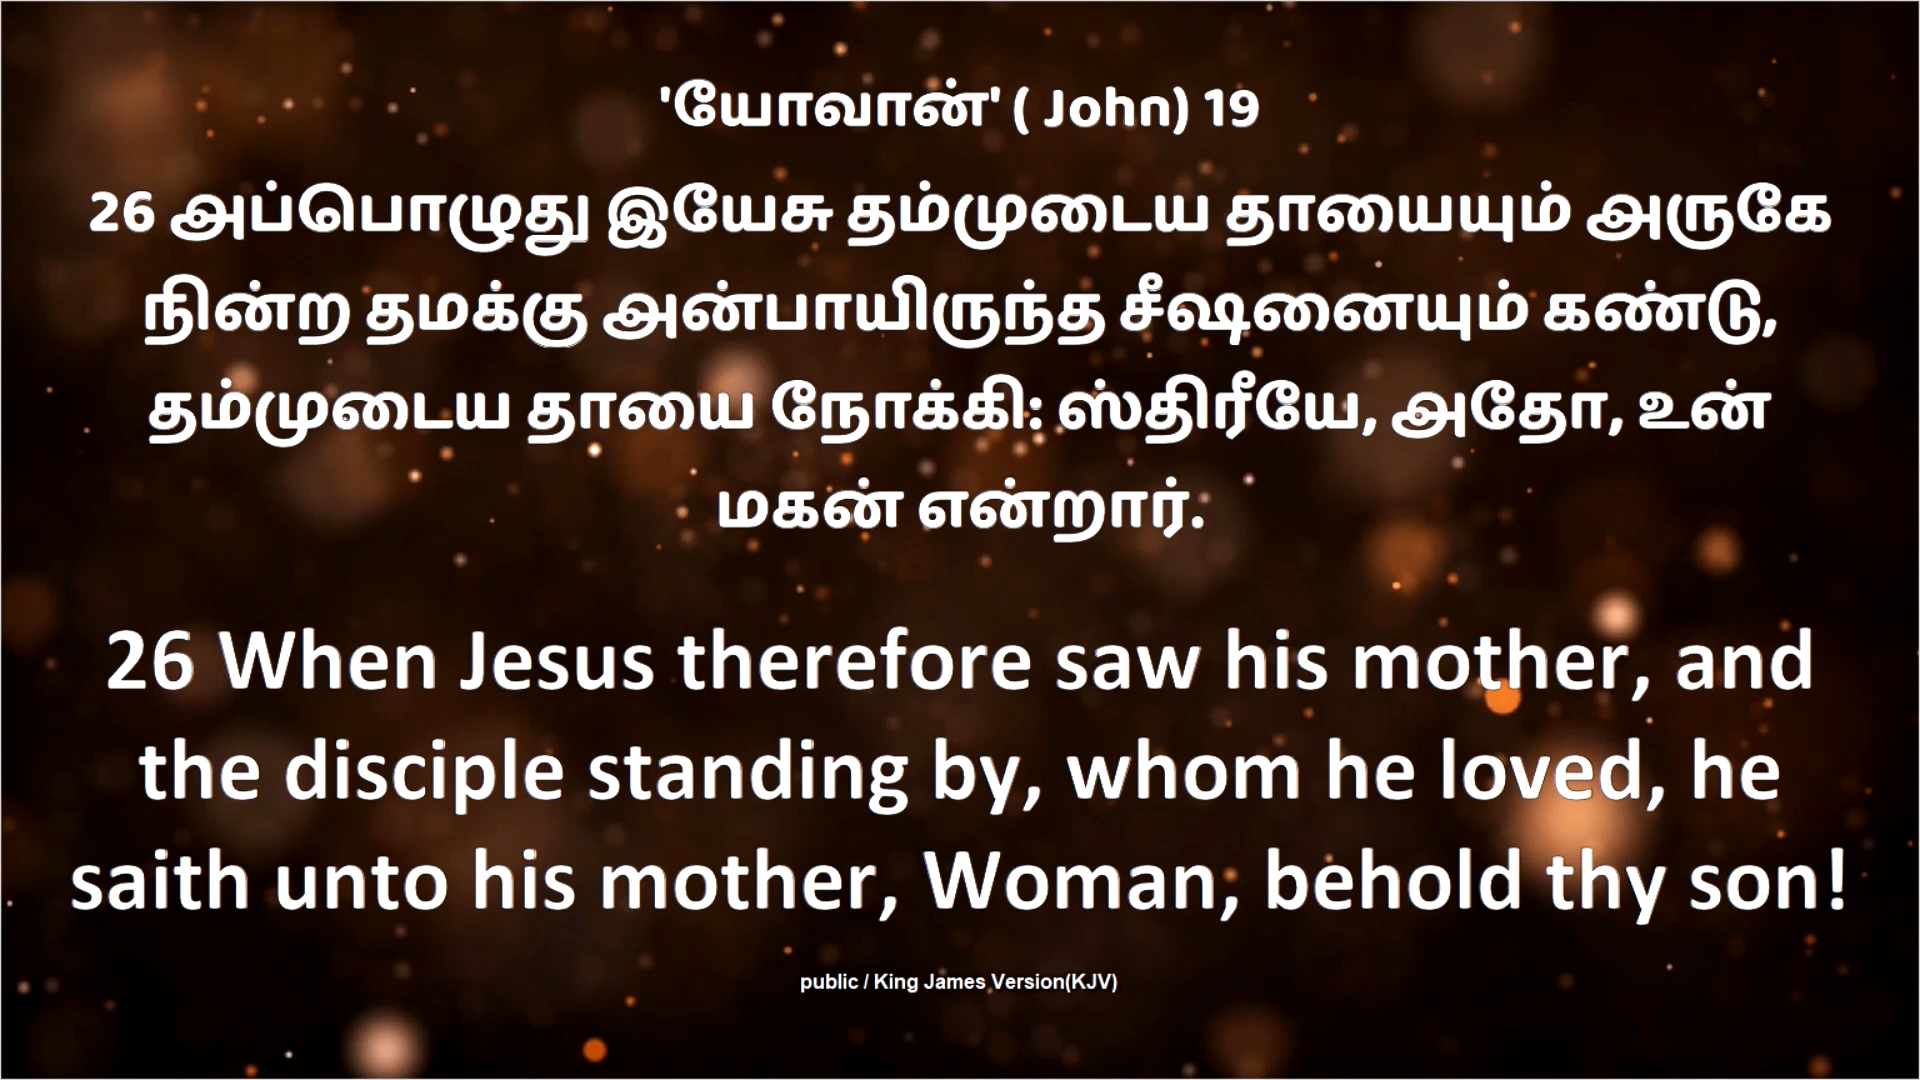 'யோவான்' ( John) 19
26 அப்பொழுது இயேசு தம்முடைய தாயையும் அருகே
நின்ற தமக்கு அன்பாயிருந்த சீஷனையும் கண்டு,
தம்முடைய தாயை நோக்கி: ஸ்திரீயே, அதோ, உன்
மகன் என்றார்.
26 When Jesus therefore saw his mother, and
the disciple standing by, whom he loved, he
saith unto his mother, Woman, behold thy son!
public / King James Version(KJV)